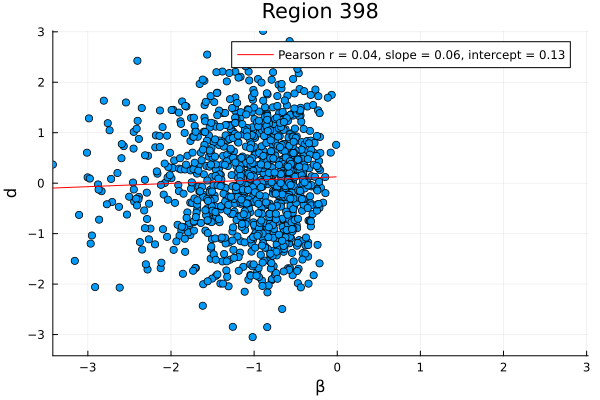 Region 398
Pearson r = 0.04, slope = 0.06, intercept = 0.13
3
2
1
0
−1
−2
−3
d
−3 −2 −1 0 1 2 3
β